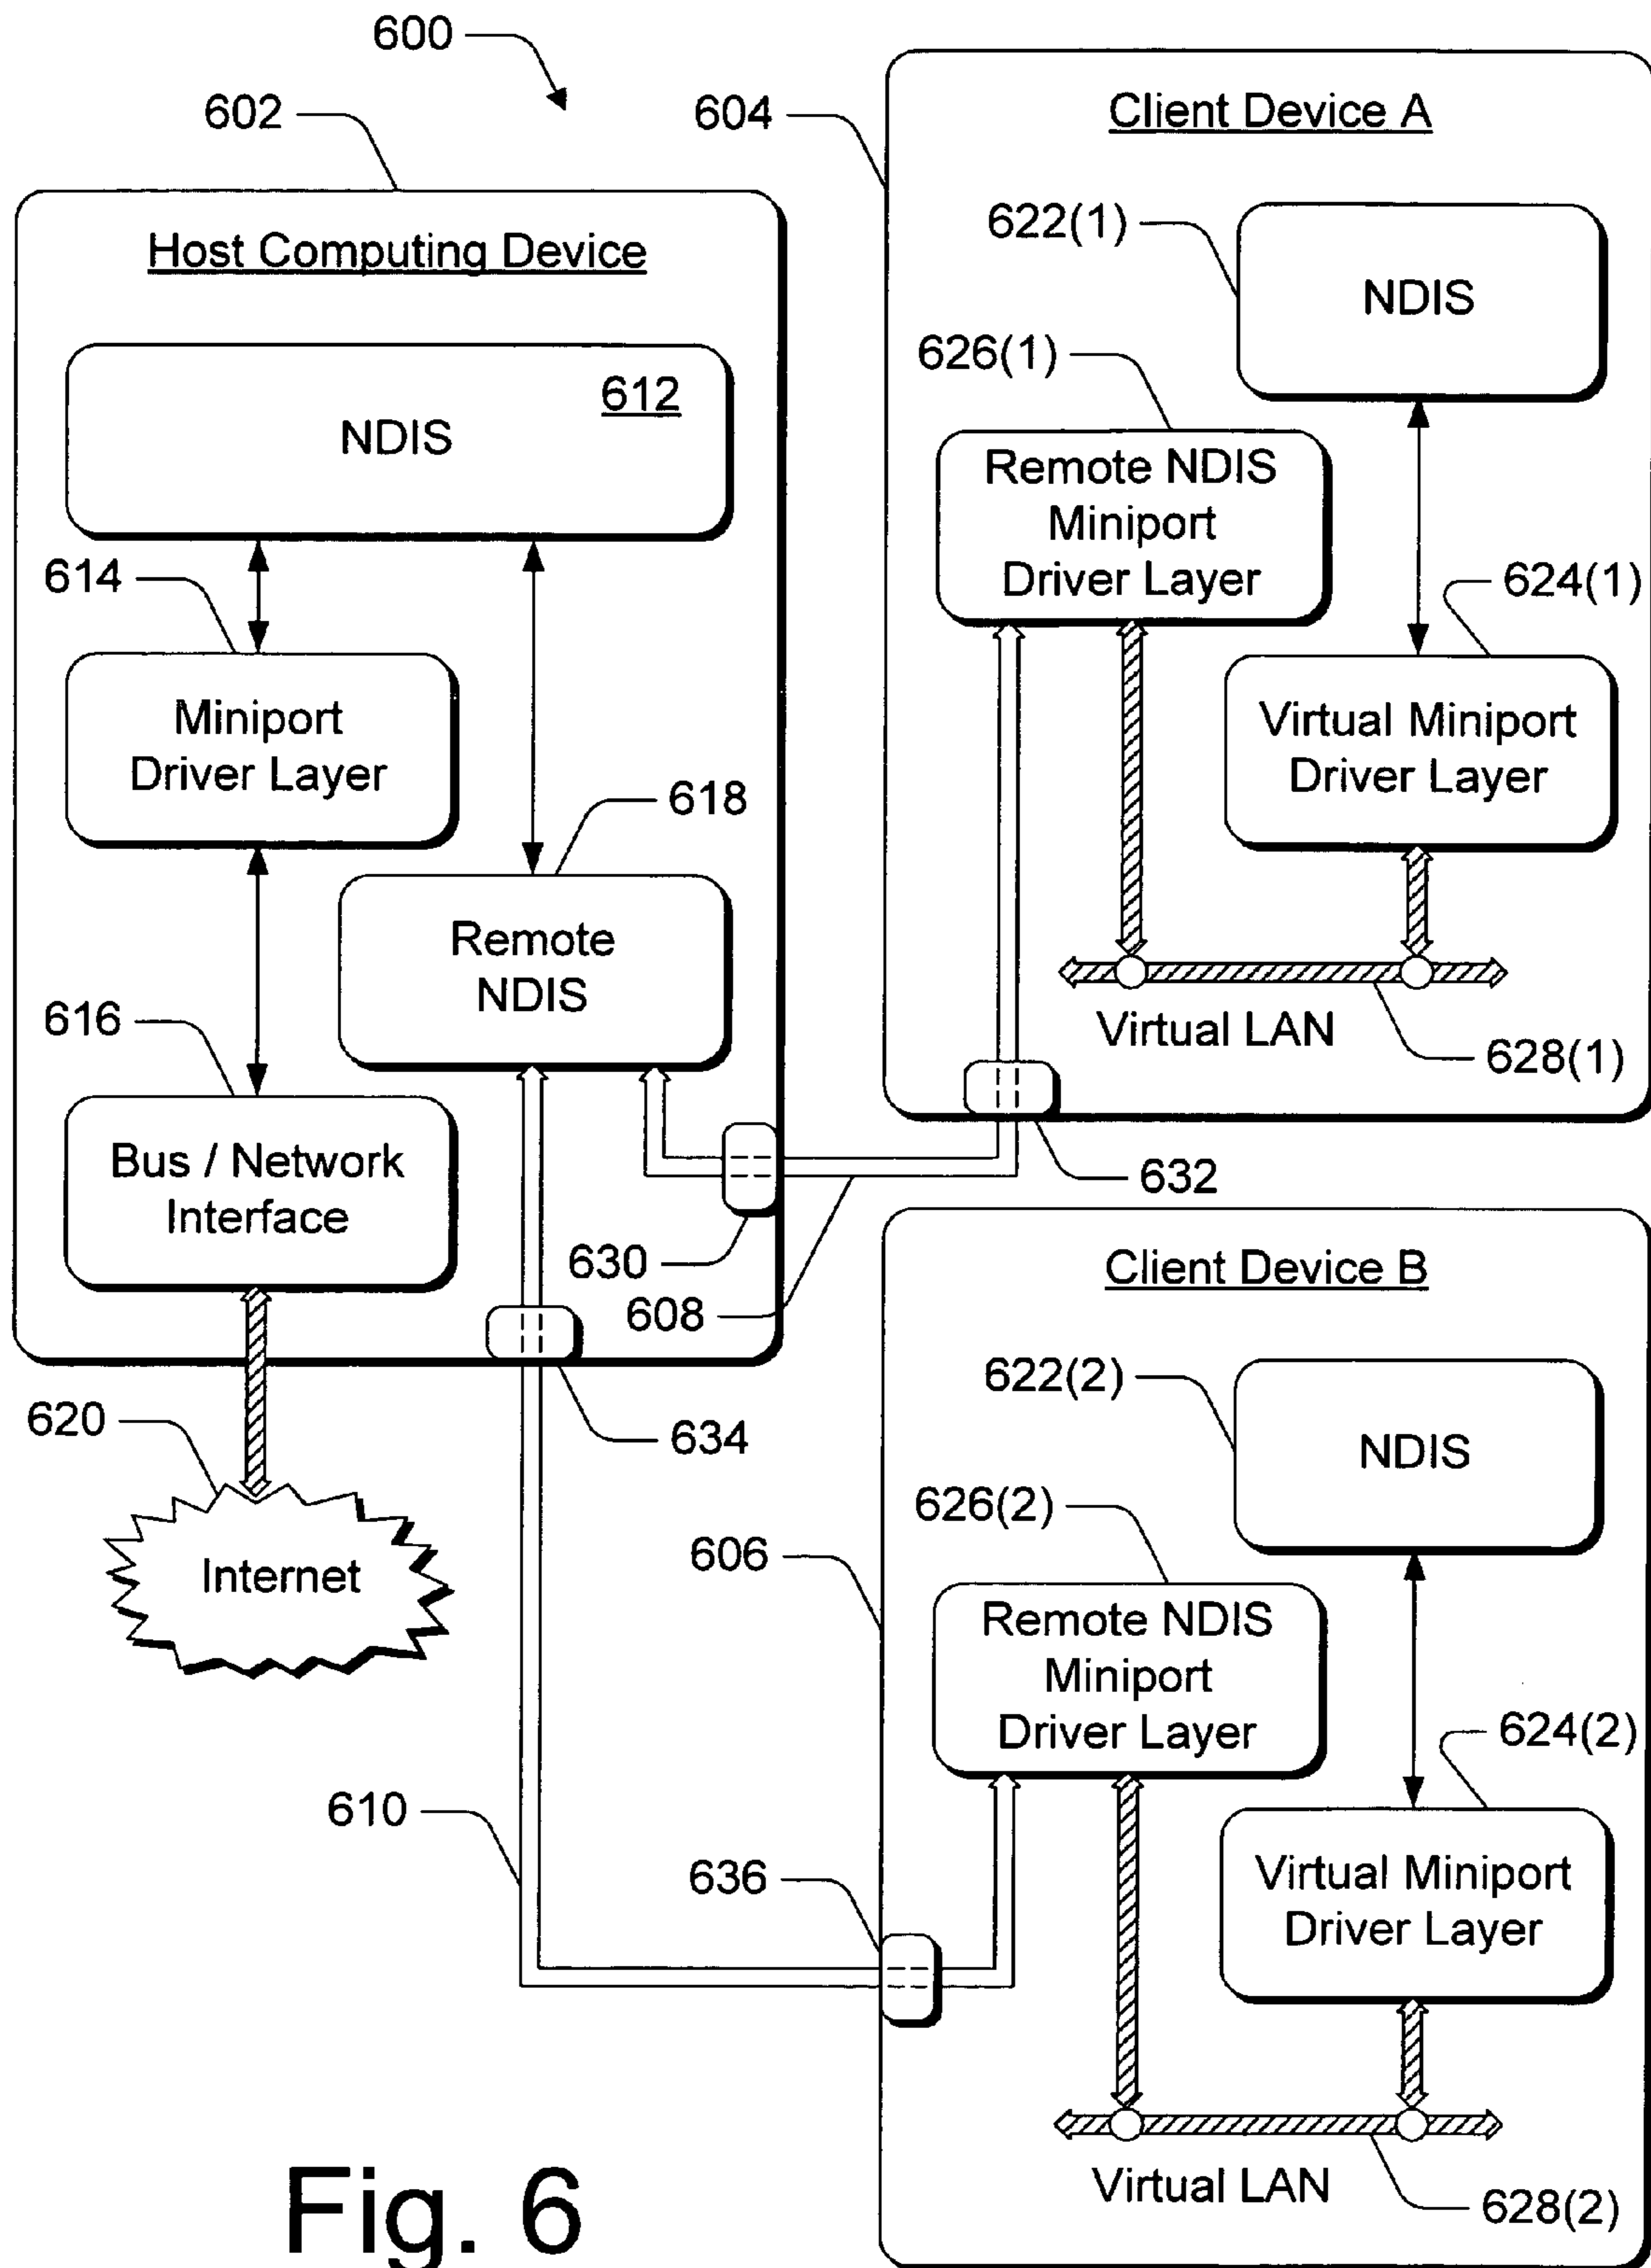 600
602
Host Computing Device
612
NDIS
614
Miniport
Driver Layer
618
Remote
NDIS
616
Bus / Network
Interface
630
608
634
620
Internet
610
604
Client Device A
622(1)
NDIS
626(1)
Remote NDIS
Miniport
Driver Layer
624(1)
Virtual Miniport
Driver Layer
Virtual LAN
628(1)
632
Client Device B
622(2)
NDIS
626(2)
606
Remote NDIS
Miniport
Driver Layer
624(2)
Virtual Miniport
Driver Layer
636
Virtual LAN
628(2)
Fig. 6